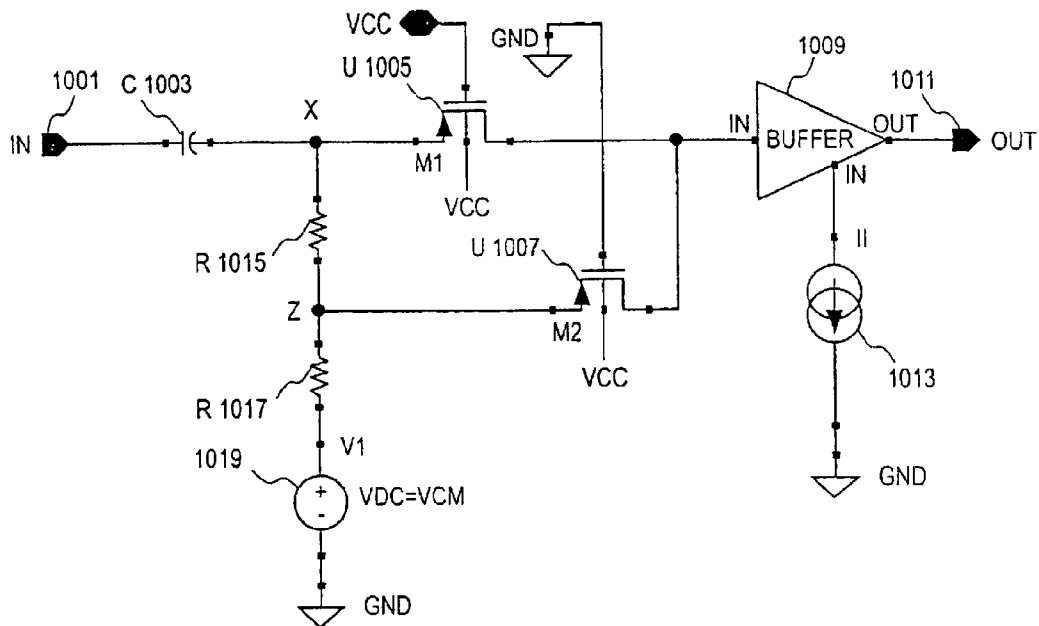 VCC
GND
1009
1001
C 1003
U 1005
1011
X
IN
M1
IN
BUFFER
OUT
OUT
IN
VCC
R 1015
U 1007
II
Z
M2
VCC
1013
R 1017
V1
1019
+
-
VDC=VCM
GND
GND